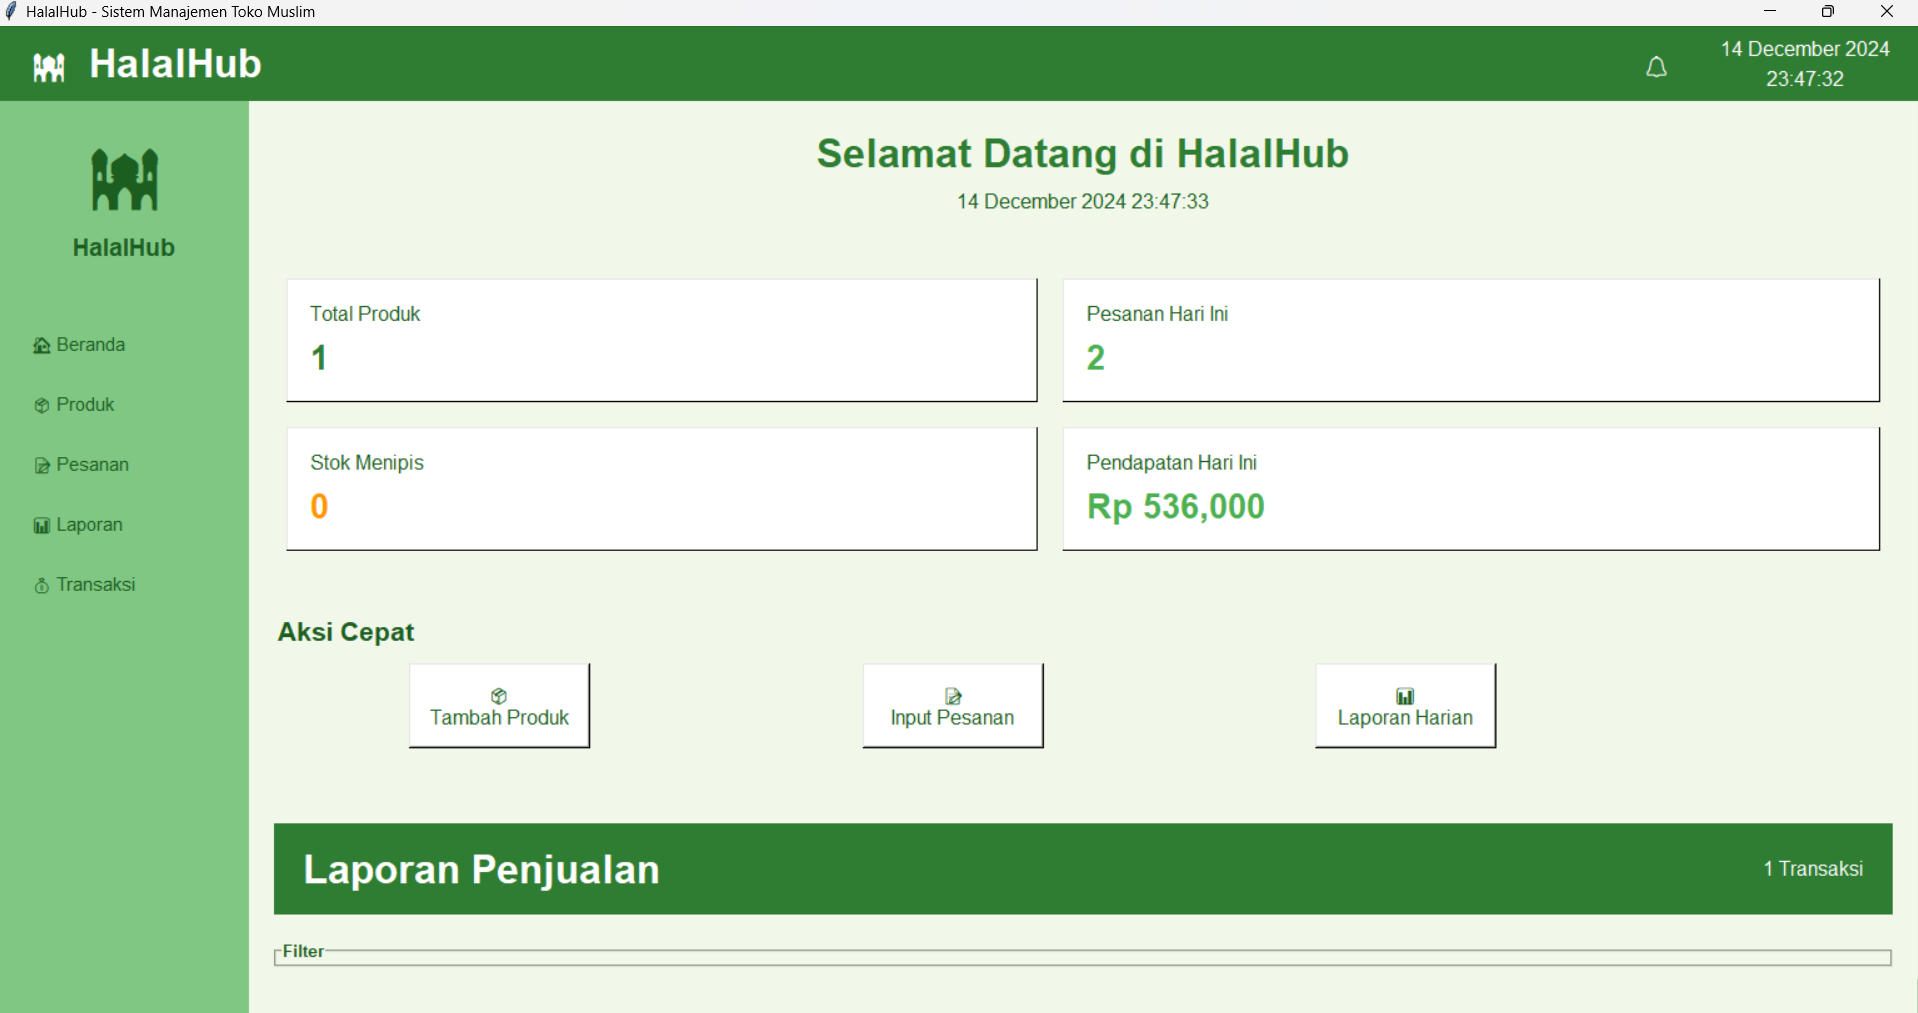 HalalHub - Sistem Manajemen Toko Muslim
HalalHub
14 December 2024
23:47:32
HalalHub
Beranda
Produk
Pesanan
Laporan
Transaksi
Selamat Datang di HalalHub
14 December 2024 23:47:33
Total Produk
1
Pesanan Hari Ini
2
Stok Menipis
0
Pendapatan Hari Ini
Rp 536,000
Aksi Cepat
Tambah Produk
Input Pesanan
Laporan Harian
Laporan Penjualan
1 Transaksi
Filter